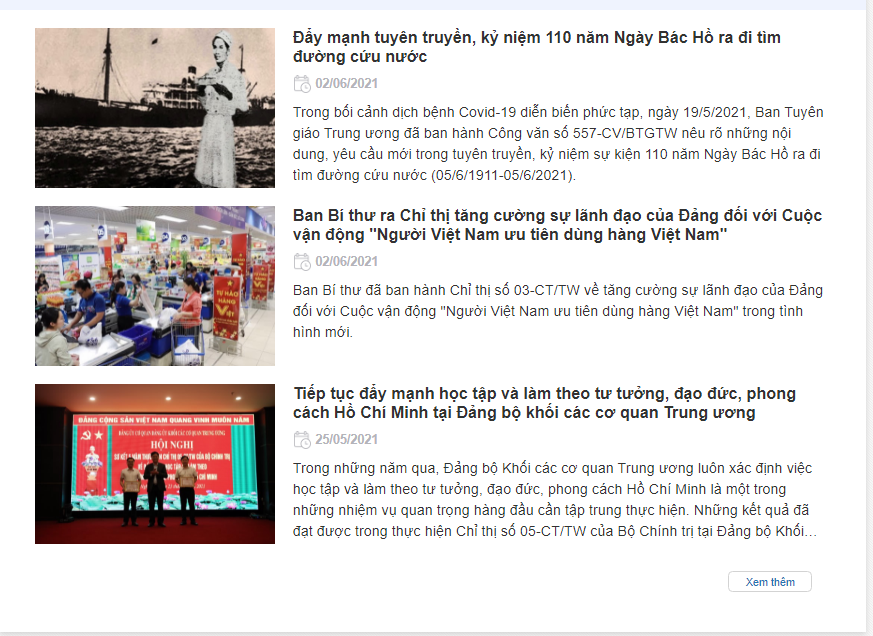 Đẩy mạnh tuyên truyền, kỷ niệm 110 năm Ngày Bác Hồ ra đi tìm
đường cứu nước
02/06/2021
Trong bối cảnh dịch bệnh Covid-19 diễn biến phức tạp, ngày 19/5/2021, Ban Tuyên
giáo Trung ương đã ban hành Công văn số 557-CV/BTGTW nêu rõ những nội
dung, yêu cầu mới trong tuyên truyền, kỷ niệm sự kiện 110 năm Ngày Bác Hồ ra đi
tìm đường cứu nước (05/6/1911-05/6/2021).
Ban Bí thư ra Chỉ thị tăng cường sự lãnh đạo của Đảng đối với Cuộc
vận động "Người Việt Nam ưu tiên dùng hàng Việt Nam"
02/06/2021
Ban Bí thư đã ban hành Chỉ thị số 03-CT/TW về tăng cường sự lãnh đạo của Đảng
đối với Cuộc vận động "Người Việt Nam ưu tiên dùng hàng Việt Nam" trong tình
hình mới.
TỰ HÀO
HÀNG
VIỆT
Tiếp tục đẩy mạnh học tập và làm theo tư tưởng, đạo đức, phong
cách Hồ Chí Minh tại Đảng bộ khối các cơ quan Trung ương
25/05/2021
Trong những năm qua, Đảng bộ Khối các cơ quan Trung ương luôn xác định việc
học tập và làm theo tư tưởng, đạo đức, phong cách Hồ Chí Minh là một trong
những nhiệm vụ quan trọng hàng đầu cần tập trung thực hiện. Những kết quả đã
đạt được trong thực hiện Chỉ thị số 05-CT/TW của Bộ Chính trị tại Đảng bộ Khối…
ĐẢNG CỘNG SẢN VIỆT NAM QUANG VINH MUÔN NĂM
HỘI NGHỊ
Xem thêm